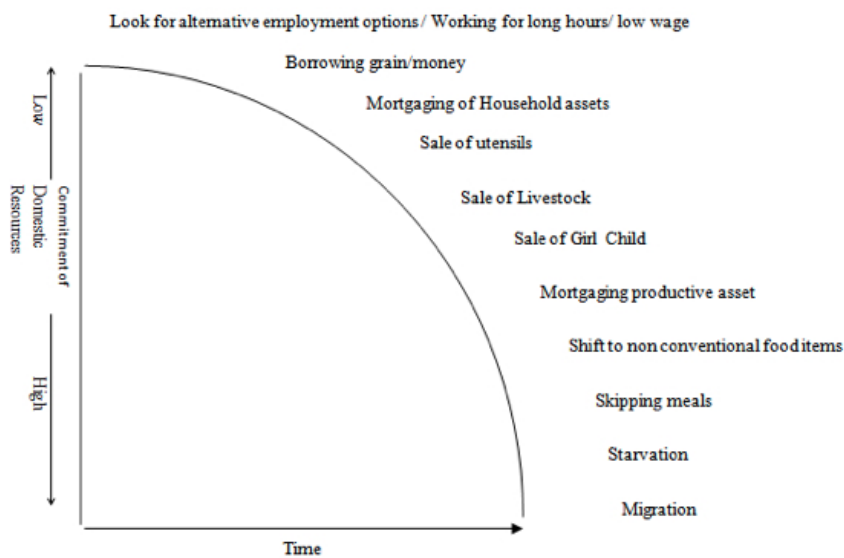 Look for alternative employment options / Working for long hours/ low wage
Borrowing grain/money
Mortgaging of Household assets
Sale of utensils
Sale of Livestock
Sale of Girl Child
Mortgaging productive asset
Shift to non conventional food items
Skipping meals
Starvation
Migration
Low
Commitment of
Domestic
Resources
High
Time